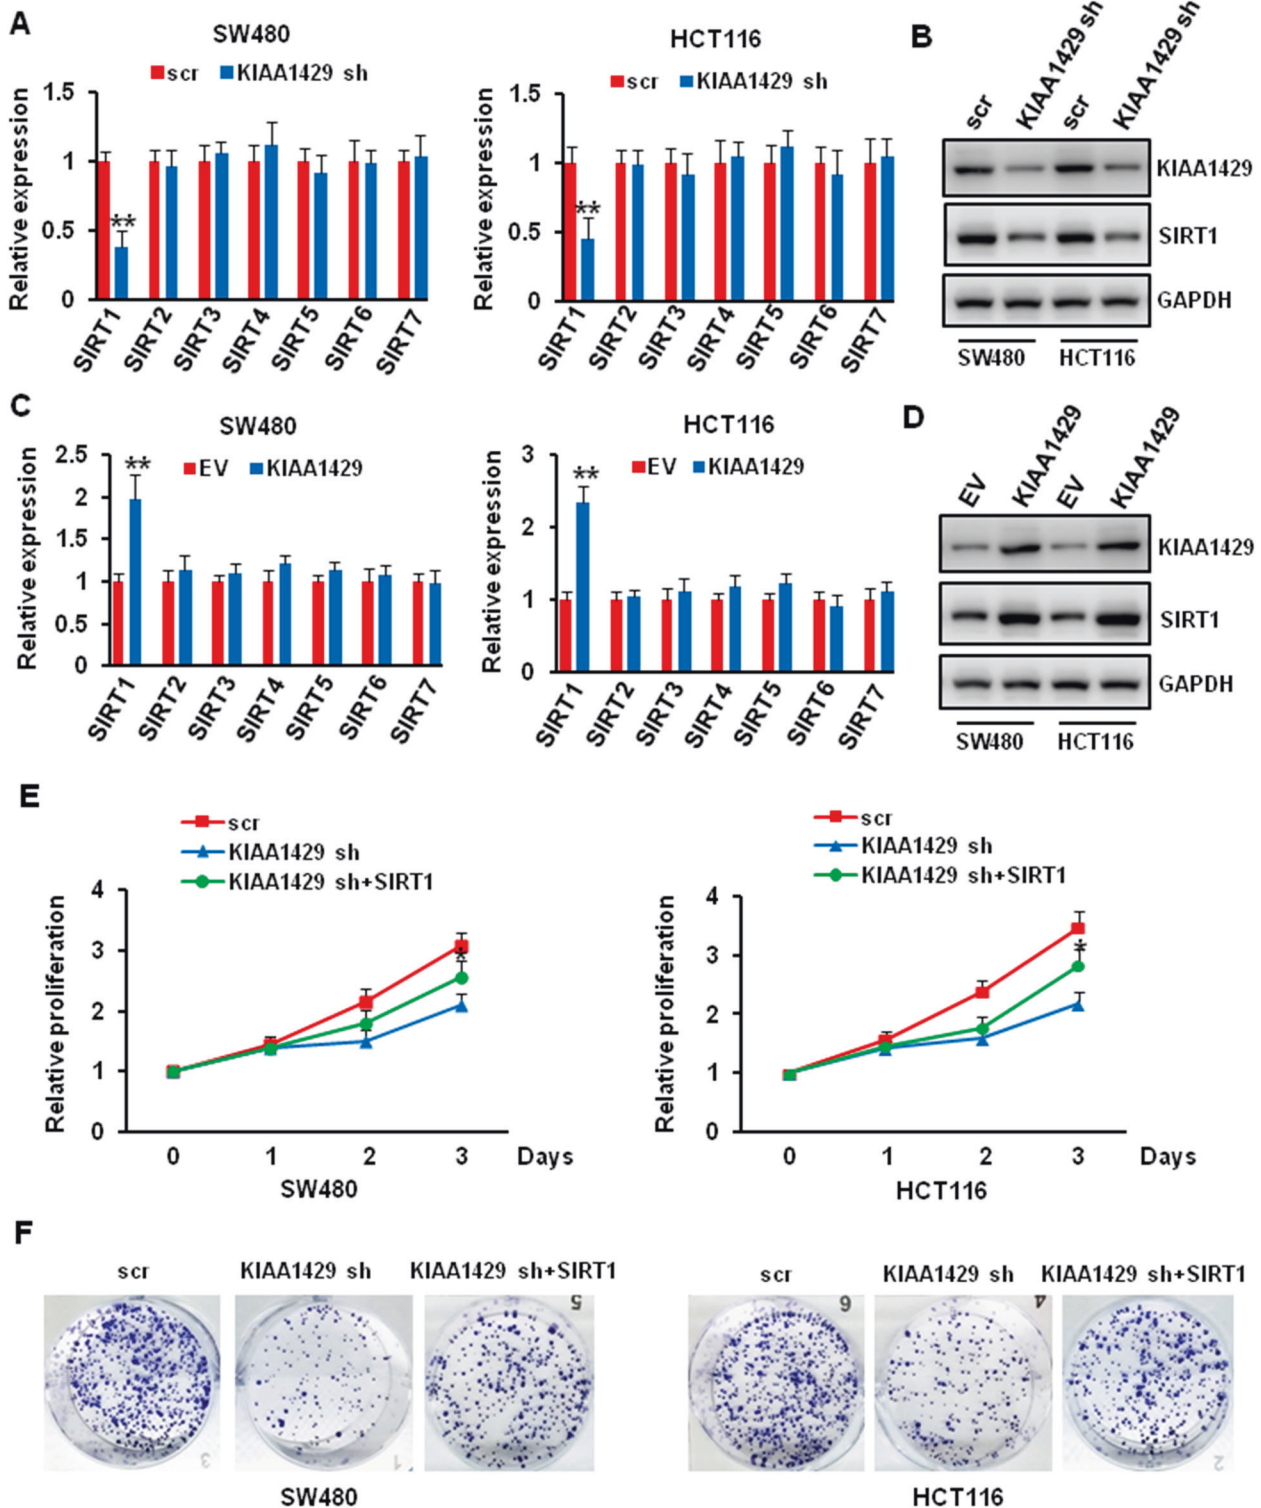 A
SW480
scr KIAA1429 sh
Relative expression
1.5
1
0.5
0
SIRT1 SIRT2 SIRT3 SIRT4 SIRT5 SIRT6 SIRT7
**
HCT116
scr KIAA1429 sh
Relative expression
1.5
1
0.5
0
SIRT1 SIRT2 SIRT3 SIRT4 SIRT5 SIRT6 SIRT7
**
B
scr KIAA1429 sh scr KIAA1429 sh
KIAA1429
SIRT1
GAPDH
SW480 HCT116
C
SW480
EV KIAA1429
Relative expression
2.5
2
1.5
1
0.5
0
SIRT1 SIRT2 SIRT3 SIRT4 SIRT5 SIRT6 SIRT7
**
HCT116
EV KIAA1429
Relative expression
3
2
1
0
SIRT1 SIRT2 SIRT3 SIRT4 SIRT5 SIRT6 SIRT7
**
D
EV KIAA1429 EV KIAA1429
KIAA1429
SIRT1
GAPDH
SW480 HCT116
E
scr
KIAA1429 sh
KIAA1429 sh+SIRT1
Relative proliferation
4
3
2
1
0
*
0 1 2 3 Days
SW480
scr
KIAA1429 sh
KIAA1429 sh+SIRT1
Relative proliferation
4
3
2
1
0
*
0 1 2 3 Days
HCT116
F
scr KIAA1429 sh KIAA1429 sh+SIRT1
3 1 5
SW480
scr KIAA1429 sh KIAA1429 sh+SIRT1
6 4 2
HCT116